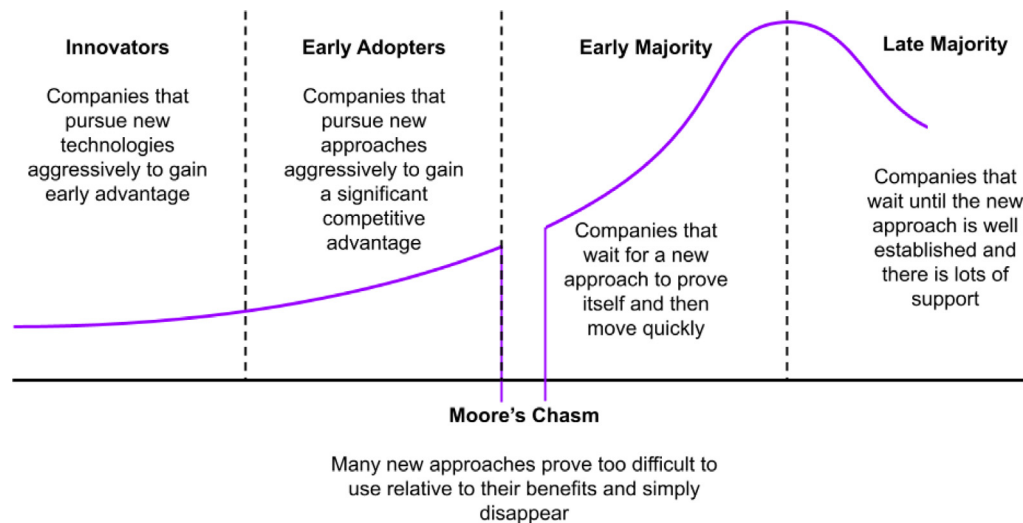 Innovators
Companies that
pursue new
technologies
aggressively to gain
early advantage
Early Adopters
Companies that
pursue new
approaches
aggressively to gain
a significant
competitive
advantage
Early Majority
Companies that
wait for a new
approach to prove
itself and then
move quickly
Late Majority
Companies that
wait until the new
approach is well
established and
there is lots of
support
Moore's Chasm
Many new approaches prove too difficult to
use relative to their benefits and simply
disappear